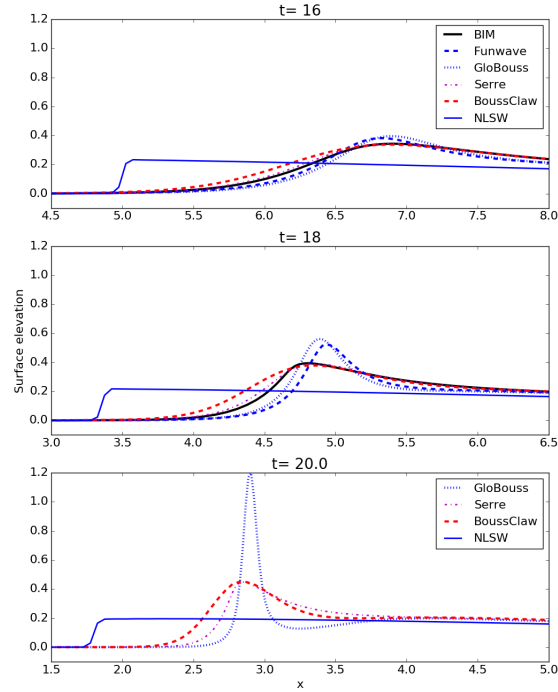 t= 16
1.2
1.0
0.8
0.6
0.4
0.2
0.0
BIM
Funwave
GloBouss
Serre
BoussClaw
NLSW
4.5 5.0 5.5 6.0 6.5 7.0 7.5 8.0
t= 18
Surface elevation
1.2
1.0
0.8
0.6
0.4
0.2
0.0
3.0 3.5 4.0 4.5 5.0 5.5 6.0 6.5
t= 20.0
1.2
1.0
0.8
0.6
0.4
0.2
0.0
GloBouss
Serre
BoussClaw
NLSW
1.5 2.0 2.5 3.0 3.5 4.0 4.5 5.0
x